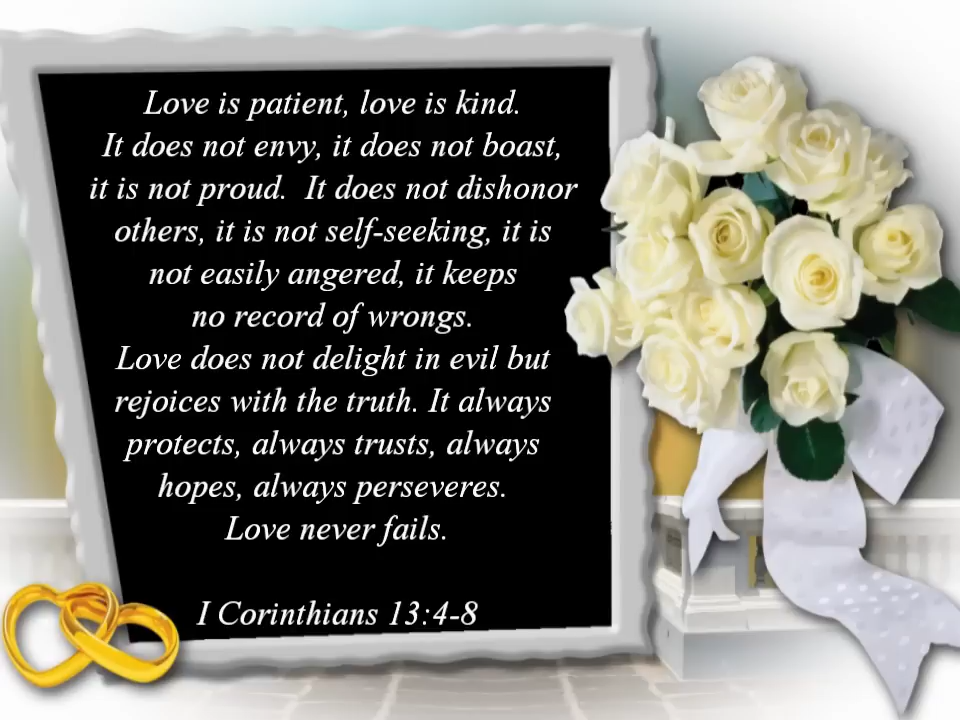 Love is patient, love is kind.
It does not envy, it does not boast,
it is not proud.  It does not dishonor
others, it is not self-seeking, it is
not easily angered, it keeps
no record of wrongs.
Love does not delight in evil but
rejoices with the truth. It always
protects, always trusts, always
hopes, always perseveres.
Love never fails.
I Corinthians 13:4-8